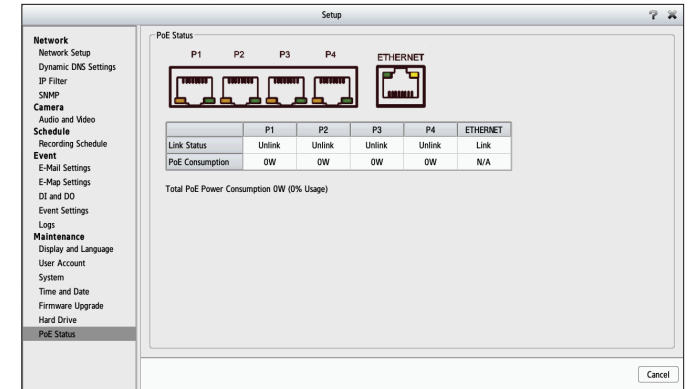 Setup
?
Network
Network Setup
Dynamic DNS Settings
IP Filter
SNMP
Camera
Audio and Video
Schedule
Recording Schedule
Event
E-Mail Settings
E-Map Settings
DI and DO
Event Settings
Logs
Maintenance
Display and Language
User Account
System
Time and Date
Firmware Upgrade
Hard Drive
PoE Status
PoE Status
P1 P2 P3 P4 ETHERNET
P1 P2 P3 P4 ETHERNET
Link Status Unlink Unlink Unlink Unlink Link
PoE Consumption 0W 0W 0W 0W N/A
Total PoE Power Consumption 0W (0% Usage)
Cancel